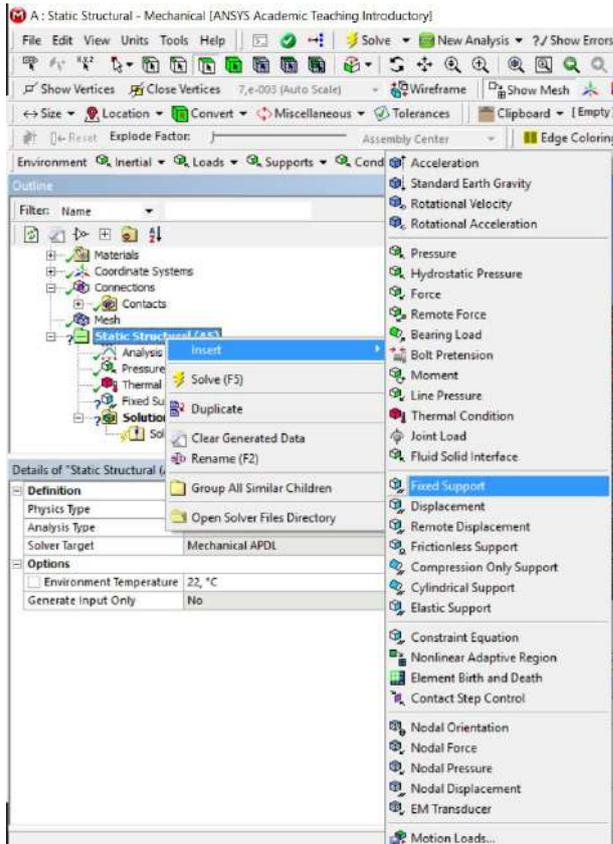 A : Static Structural - Mechanical [ANSYS Academic Teaching Introductory]
File Edit View Units Tools Help Solve New Analysis ?/ Show Errors
Show Vertices Close Vertices 7,e-003 (Auto Scale) Wireframe Show Mesh
Size Location Convert Miscellaneous Tolerances Clipboard [Empty]
Reset Explode Factor: Assembly Center Edge Coloring
Environment Inertial Loads Supports Cond
Outline
Filter: Name
Materials
Coordinate Systems
Connections
Contacts
Mesh
Static Structural (A5)
Analysis
Pressure
Thermal
Fixed Su
Solution
Sol
Insert
Solve (F5)
Duplicate
Clear Generated Data
Rename (F2)
Group All Similar Children
Open Solver Files Directory
Acceleration
Standard Earth Gravity
Rotational Velocity
Rotational Acceleration
Pressure
Hydrostatic Pressure
Force
Remote Force
Bearing Load
Bolt Pretension
Moment
Line Pressure
Thermal Condition
Joint Load
Fluid Solid Interface
Fixed Support
Displacement
Remote Displacement
Frictionless Support
Compression Only Support
Cylindrical Support
Elastic Support
Constraint Equation
Nonlinear Adaptive Region
Element Birth and Death
Contact Step Control
Nodal Orientation
Nodal Force
Nodal Pressure
Nodal Displacement
EM Transducer
Motion Loads...
Details of "Static Structural (
Definition
Physics Type
Analysis Type
Solver Target Mechanical APDL
Options
Environment Temperature 22, °C
Generate Input Only No